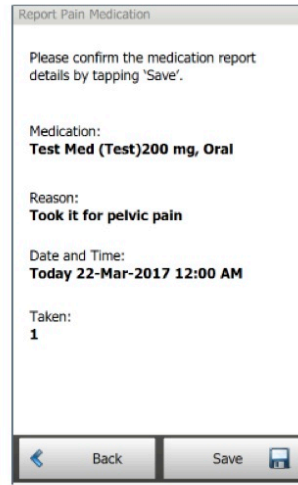 Report Pain Medication
Please confirm the medication report
details by tapping 'Save'.
Medication:
Test Med (Test)200 mg, Oral
Reason:
Took it for pelvic pain
Date and Time:
Today 22-Mar-2017 12:00 AM
Taken:
1
Back
Save